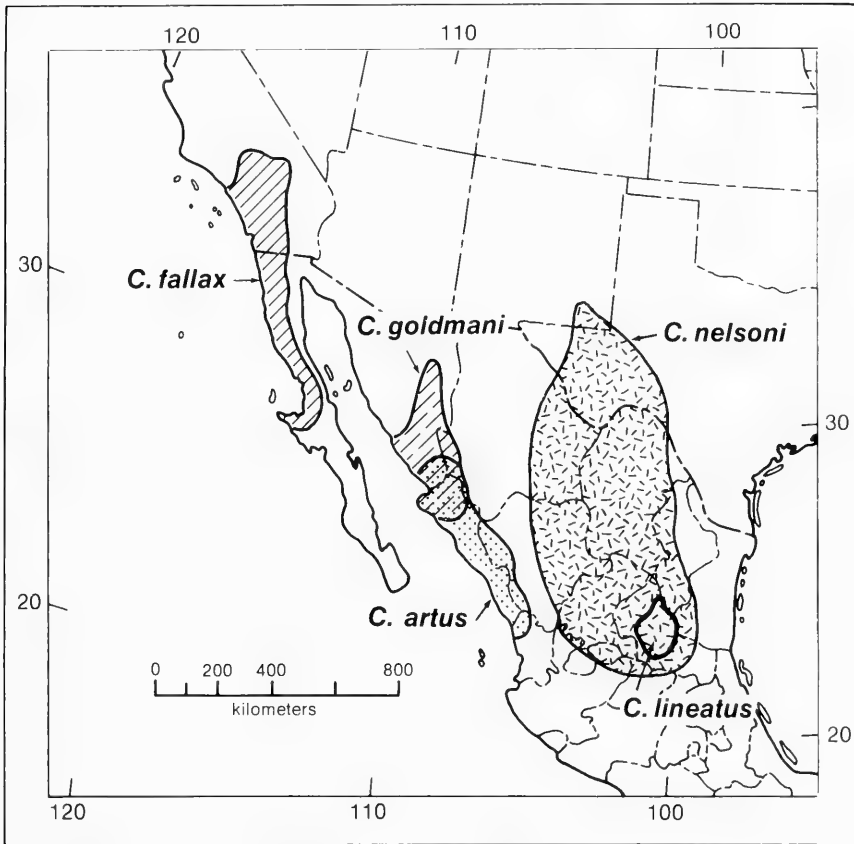 120 110 100
30
C. fallax
C. goldmani
C. nelsoni
30
20
C. artus
0 200 400 800
kilometers
C. lineatus
20
120 110 100